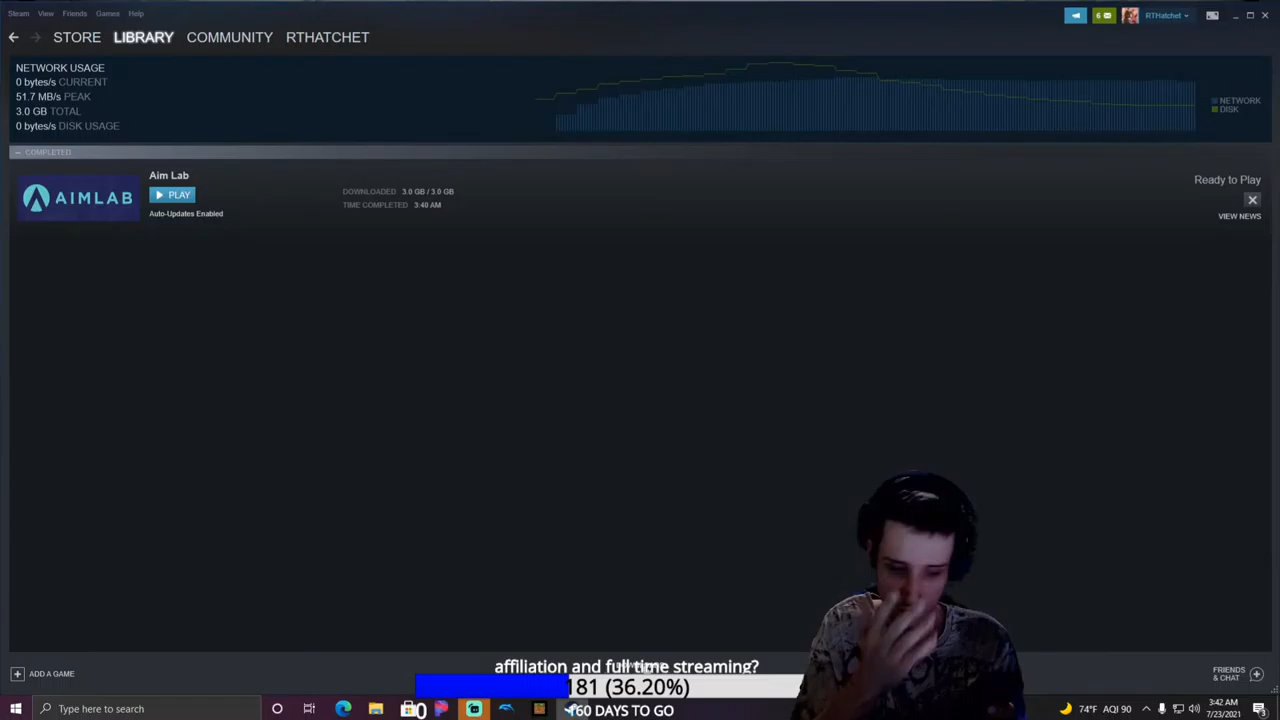 Steam View Friends Games Help
6
RTHatchet
STORE LIBRARY COMMUNITY RTHATCHET
NETWORK USAGE
0 bytes/s CURRENT
51.7 MB/s PEAK
3.0 GB TOTAL
0 bytes/s DISK USAGE
NETWORK
DISK
COMPLETED
AIMLAB
Aim Lab
PLAY
Auto-Updates Enabled
DOWNLOADED 3.0 GB / 3.0 GB
TIME COMPLETED 3:40 AM
Ready to Play
VIEW NEWS
ADD A GAME
FRIENDS
& CHAT
affiliation and full time streaming?
181 (36.20%)
160 DAYS TO GO
Type here to search
0
74°F AQI 90
3:42 AM
7/23/2021